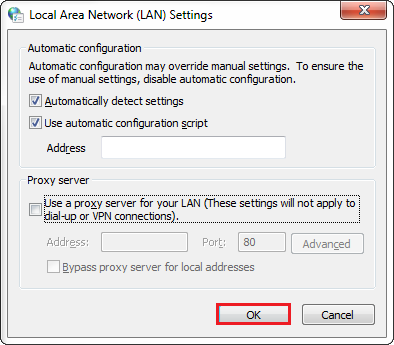 Local Area Network (LAN) Settings
Automatic configuration
Automatic configuration may override manual settings. To ensure the
use of manual settings, disable automatic configuration.
Automatically detect settings
Use automatic configuration script
Address
Proxy server
Use a proxy server for your LAN (These settings will not apply to
dial-up or VPN connections).
Address: Port: 80 Advanced
Bypass proxy server for local addresses
OK Cancel